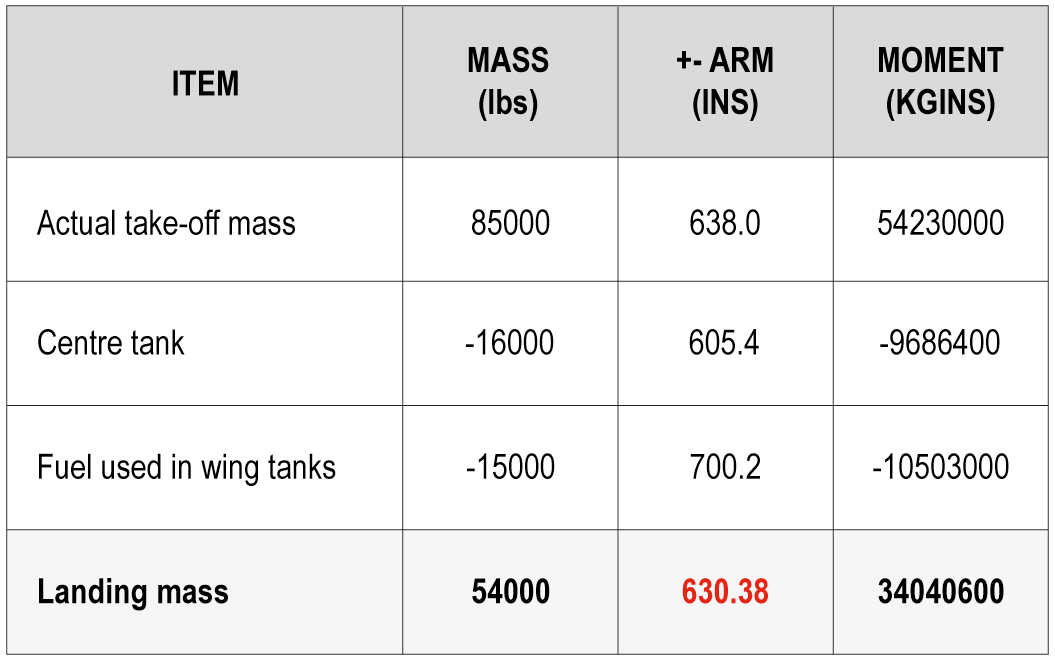 ITEM MASS (lbs) +- ARM (INS) MOMENT (KGINS)
Actual take-off mass 85000 638.0 54230000
Centre tank -16000 605.4 -9686400
Fuel used in wing tanks -15000 700.2 -10503000
Landing mass 54000 630.38 34040600